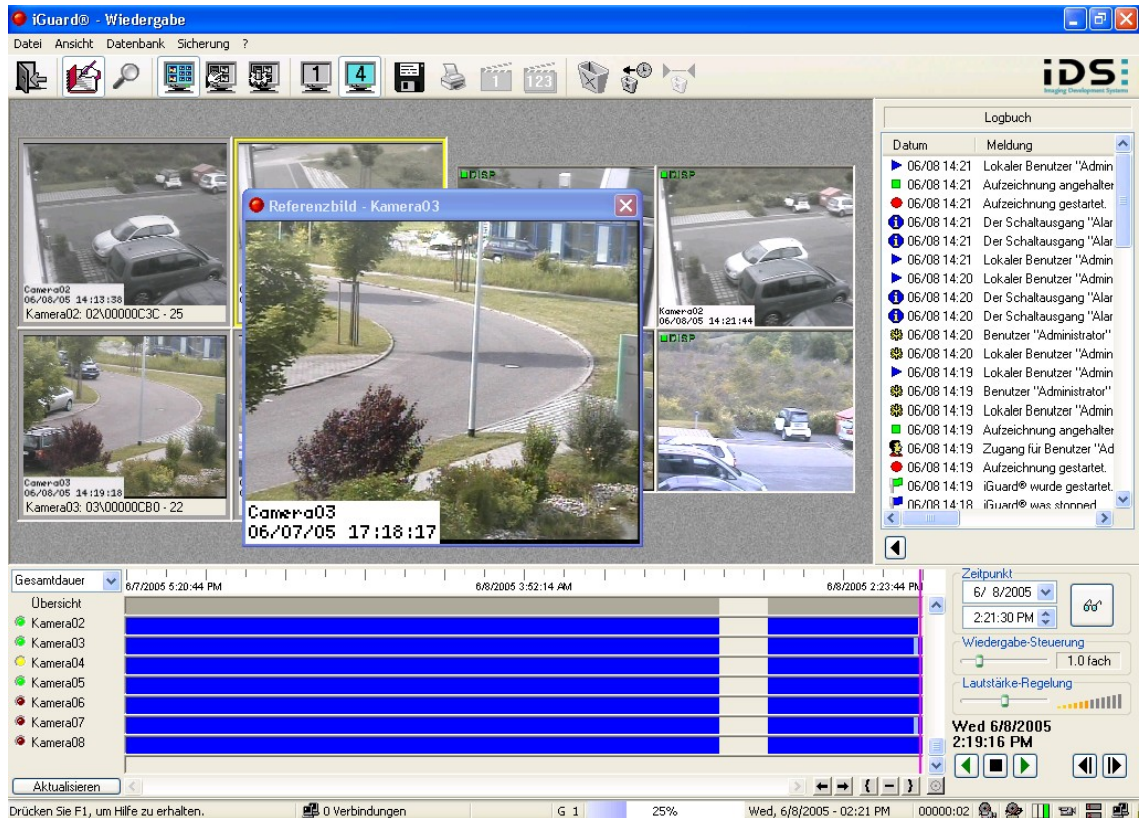 iGuard® - Wiedergabe
Datei Ansicht Datenbank Sicherung ?
1 4 1 123
iDS
Imaging Development Systems
DISP
DISP
Camera02
06/08/05 14:13:38
Kamera02: 02\00000C3C - 25
Kamera02
06/08/05 14:21:44
Camera03
06/08/05 14:19:18
Kamera03: 03\00000CB0 - 22
Referenzbild - Kamera03
Camera03
06/07/05 17:18:17
Logbuch
Datum Meldung
06/08 14:21 Lokaler Benutzer "Admin
06/08 14:21 Aufzeichnung angehalten
06/08 14:21 Aufzeichnung gestartet.
06/08 14:21 Der Schaltausgang "Alar
06/08 14:21 Der Schaltausgang "Alar
06/08 14:21 Lokaler Benutzer "Admin
06/08 14:20 Lokaler Benutzer "Admin
06/08 14:20 Der Schaltausgang "Alar
06/08 14:20 Der Schaltausgang "Alar
06/08 14:20 Benutzer "Administrator"
06/08 14:20 Lokaler Benutzer "Admin
06/08 14:19 Lokaler Benutzer "Admin
06/08 14:19 Benutzer "Administrator"
06/08 14:19 Lokaler Benutzer "Admin
06/08 14:19 Aufzeichnung angehalten
06/08 14:19 Zugang für Benutzer "Ad
06/08 14:19 Aufzeichnung gestartet.
06/08 14:19 iGuard® wurde gestartet.
06/08 14:18 iGuard® was stopped
Gesamtdauer
6/7/2005 5:20:44 PM 6/8/2005 3:52:14 AM 6/8/2005 2:23:44 PM
Übersicht
Kamera02
Kamera03
Kamera04
Kamera05
Kamera06
Kamera07
Kamera08
Aktualisieren
Zeitpunkt
6/ 8/2005
2:21:30 PM
Wiedergabe-Steuerung
1.0 fach
Lautstärke-Regelung
Wed 6/8/2005
2:19:16 PM
Drücken Sie F1, um Hilfe zu erhalten. 0 Verbindungen G 1 25% Wed, 6/8/2005 - 02:21 PM 00000:02